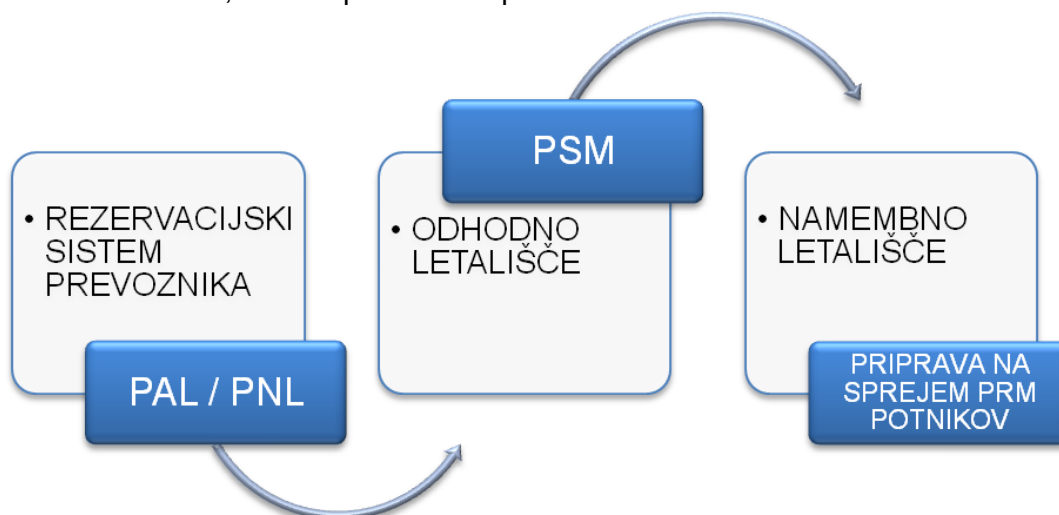 • REZERVACIJSKI
SISTEM
PREVOZNIKA
PAL / PNL
PSM
• ODHODNO
LETALIŠČE
• NAMEMBNO
LETALIŠČE
PRIPRAVA NA
SPREJEM PRM
POTNIKOV